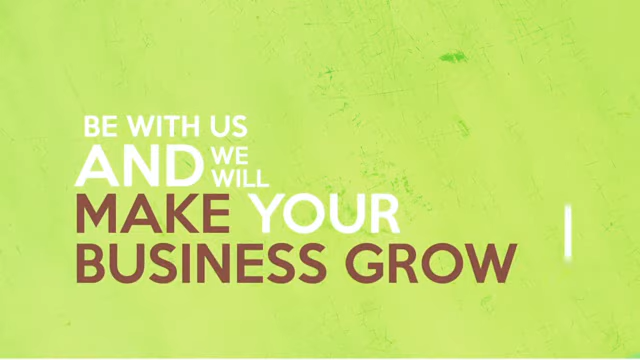 BE WITH US
AND WE WILL
MAKE YOUR
BUSINESS GROW